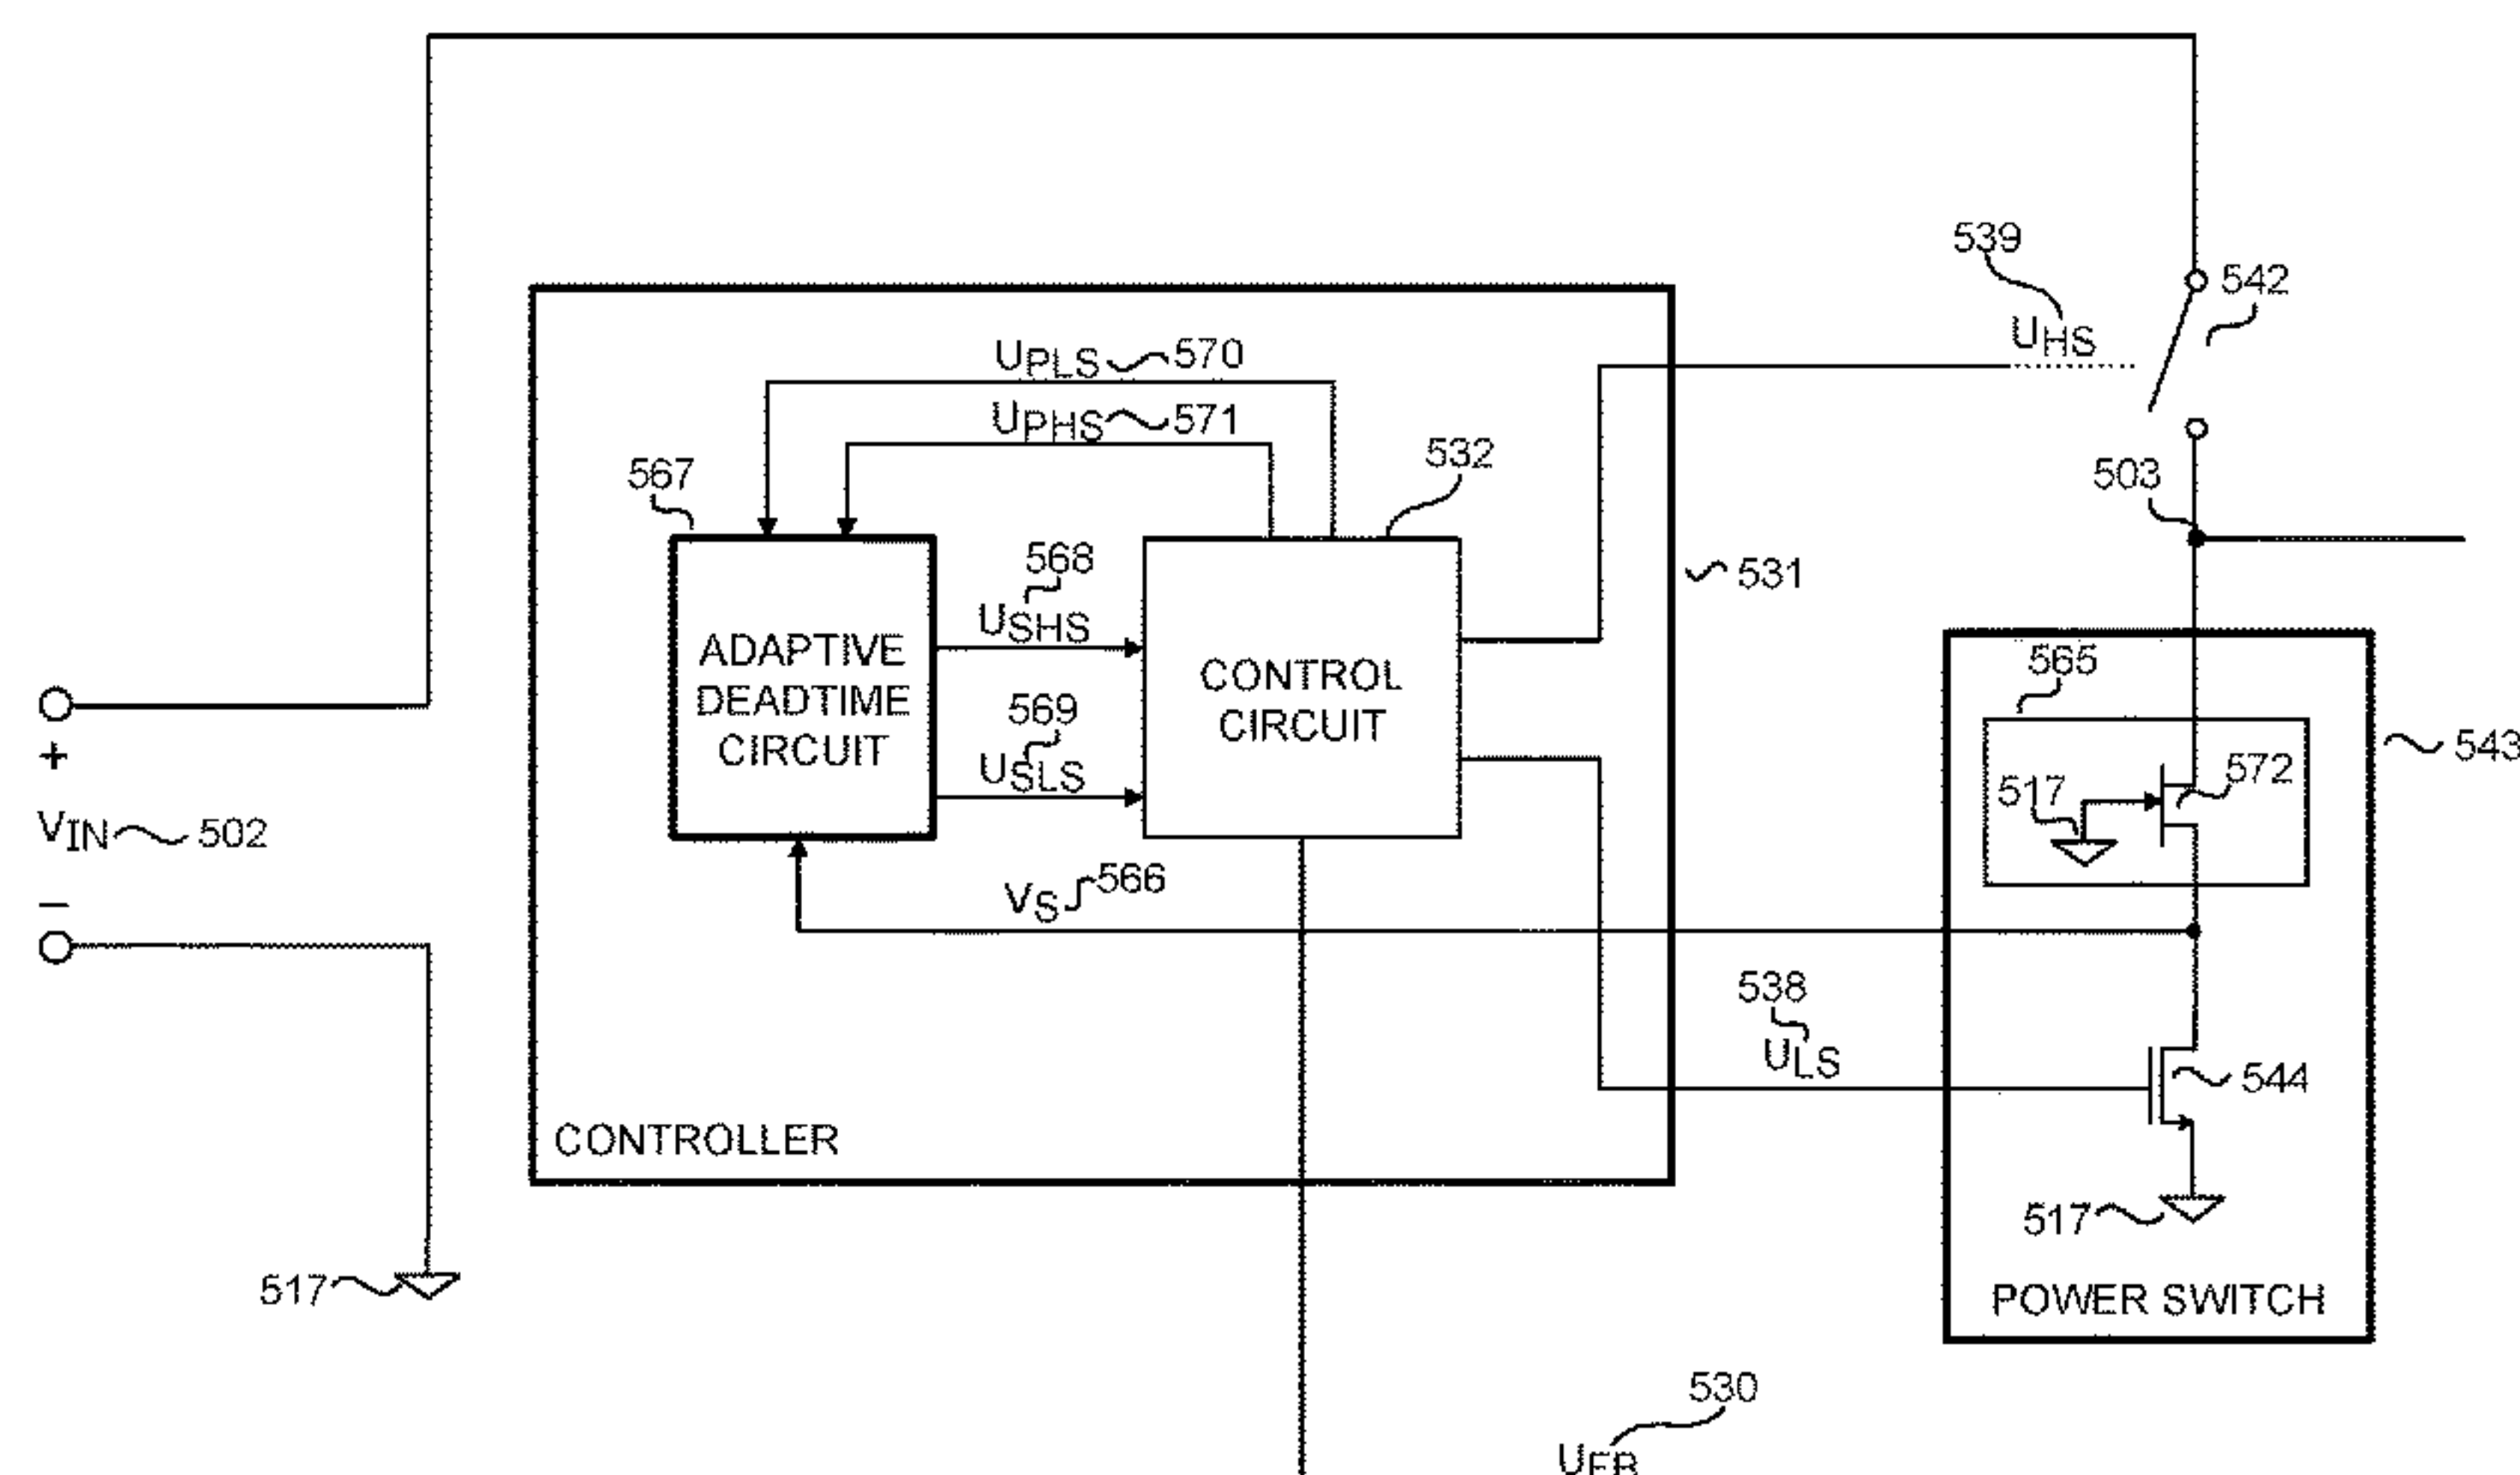 539
UHS
542
UPLS 570
UPHS 571
532
503
567
568
USHS
531
ADAPTIVE
DEADTIME
CIRCUIT
CONTROL
CIRCUIT
569
USLS
565
543
572
517
+
VIN 502
−
VS 566
538
ULS
544
517
CONTROLLER
517
POWER SWITCH
530
UFB